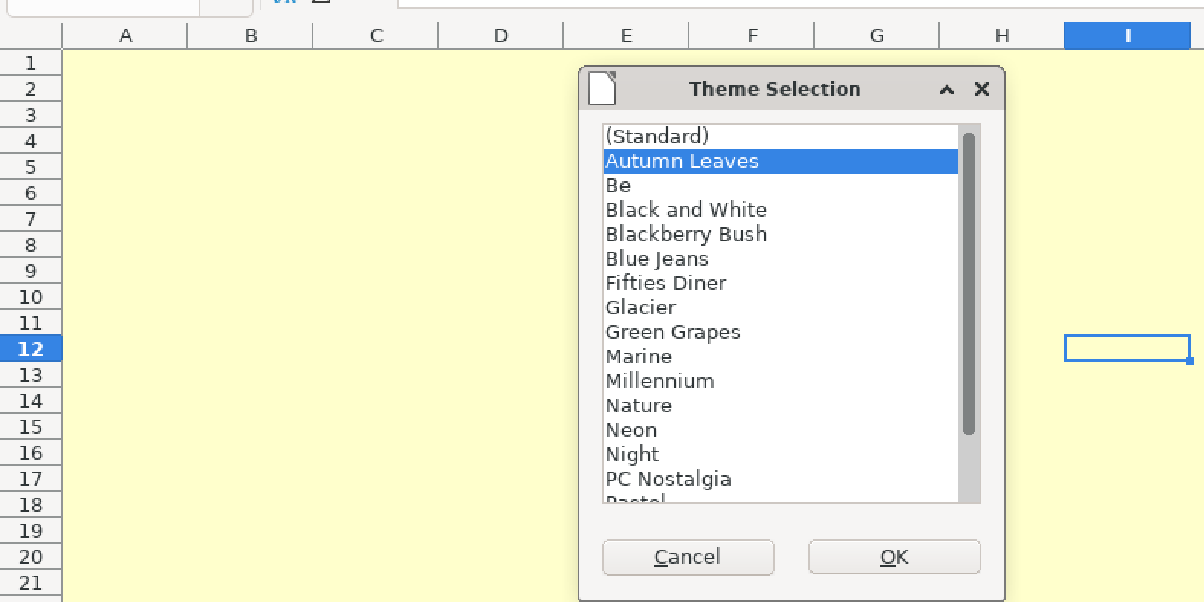 A B C D E F G H I
1
2
Theme Selection
3
4
(Standard)
5
Autumn Leaves
6
Be
7
Black and White
8
Blackberry Bush
9
Blue Jeans
10
Fifties Diner
11
Glacier
12
Green Grapes
13
Marine
14
Millennium
15
Nature
16
Neon
17
Night
18
PC Nostalgia
19
Pastel
20
Cancel OK
21